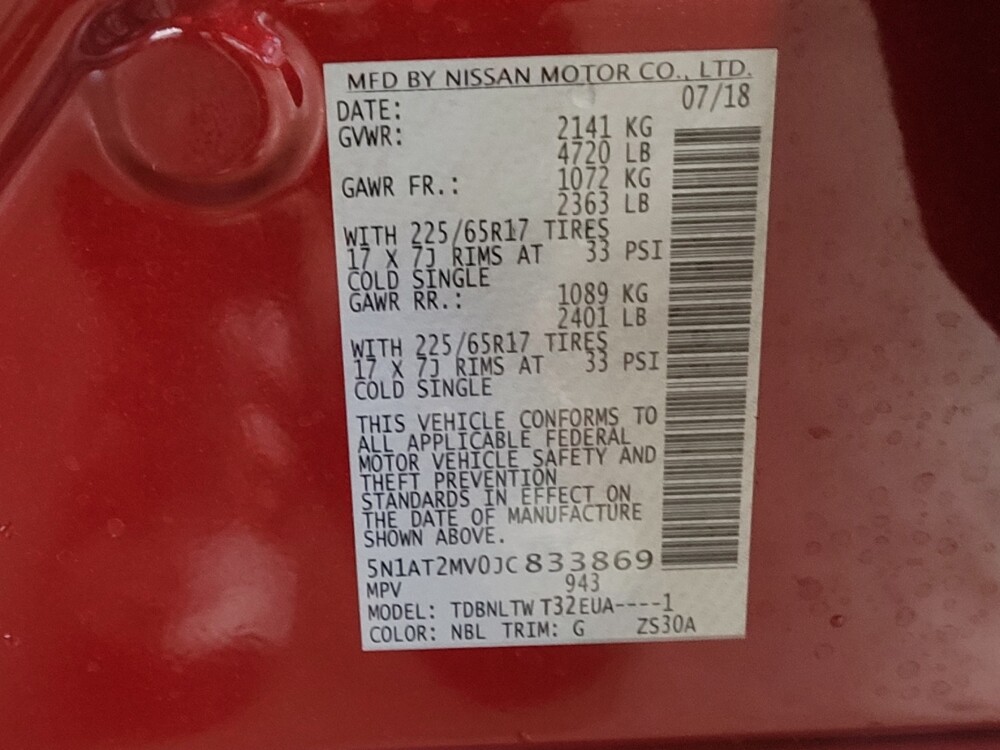 MFD BY NISSAN MOTOR CO., LTD.
DATE: 07/18
GVWR: 2141 KG
4720 LB
GAWR FR.: 1072 KG
2363 LB
WITH 225/65R17 TIRES
17 X 7J RIMS AT 33 PSI
COLD SINGLE
GAWR RR.: 1089 KG
2401 LB
WITH 225/65R17 TIRES
17 X 7J RIMS AT 33 PSI
COLD SINGLE
THIS VEHICLE CONFORMS TO
ALL APPLICABLE FEDERAL
MOTOR VEHICLE SAFETY AND
THEFT PREVENTION
STANDARDS IN EFFECT ON
THE DATE OF MANUFACTURE
SHOWN ABOVE.
5N1AT2MV0JC833869
MPV 943
MODEL: TDBNLTW T32EUA----1
COLOR: NBL TRIM: G ZS30A